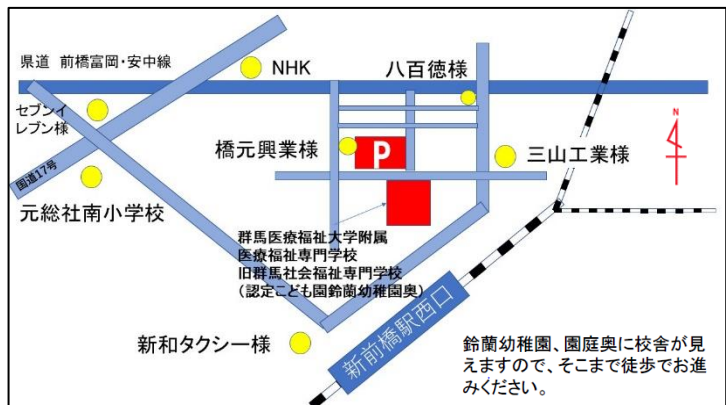 県道 前橋富岡・安中線
NHK
八百徳様
セブンイ
レブン様
国道17号
橋元興業様
P
三山工業様
N
元総社南小学校
群馬医療福祉大学附属
医療福祉専門学校
旧群馬社会福祉専門学校
（認定こども園鈴蘭幼稚園奥）
新和タクシー様
新前橋駅西口
鈴蘭幼稚園、園庭奥に校舎が見
えますので、そこまで徒歩でお進
みください。